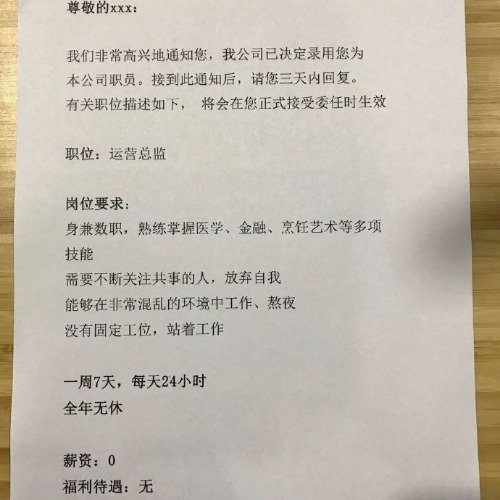 尊敬的xxx：
我们非常高兴地通知您，我公司已决定录用您为
本公司职员。接到此通知后，请您三天内回复。
有关职位描述如下， 将会在您正式接受委任时生效
职位：运营总监
岗位要求：
身兼数职，熟练掌握医学、金融、烹饪艺术等多项
技能
需要不断关注共事的人，放弃自我
能够在非常混乱的环境中工作、熬夜
没有固定工位，站着工作
一周7天，每天24小时
全年无休
薪资：0
福利待遇：无